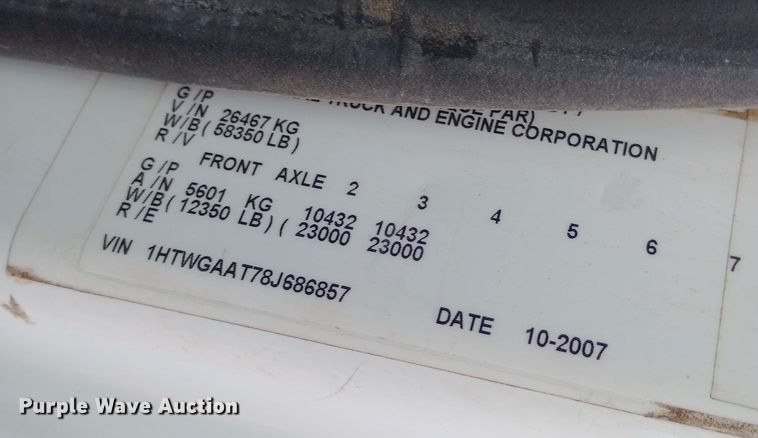 TRUCK AND ENGINE CORPORATION
G/P
V/N 26467 KG
W/B( 58350 LB)
R/V
G/P FRONT AXLE 2 3 4 5 6 7
A/N 5601 KG 10432 10432
W/B( 12350 LB) ( 23000 23000
R/E
VIN 1HTWGAAT78J686857
DATE 10-2007
Purple Wave Auction